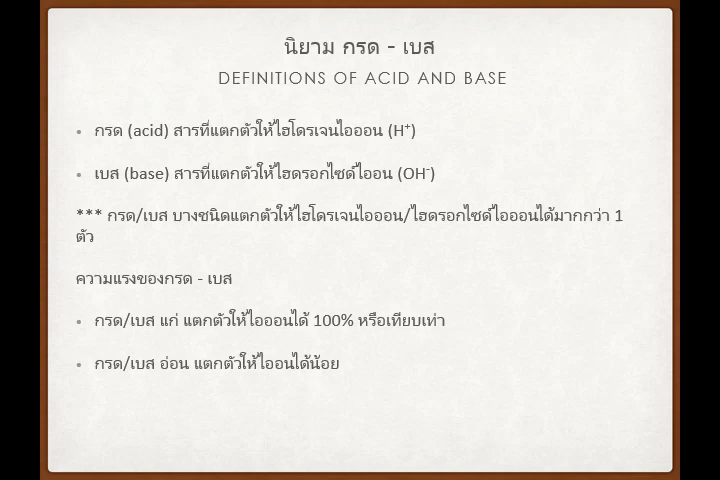 นิยาม กรด - เบส
DEFINITIONS OF ACID AND BASE
• กรด (acid) สารที่แตกตัวให้ไฮโดรเจนไอออน (H⁺)
• เบส (base) สารที่แตกตัวให้ไฮดรอกไซด์ไออน (OH⁻)
*** กรด/เบส บางชนิดแตกตัวให้ไฮโดรเจนไอออน/ไฮดรอกไซด์ไอออนได้มากกว่า 1
ตัว
ความแรงของกรด - เบส
• กรด/เบส แก่ แตกตัวให้ไอออนได้ 100% หรือเทียบเท่า
• กรด/เบส อ่อน แตกตัวให้ไออนได้น้อย